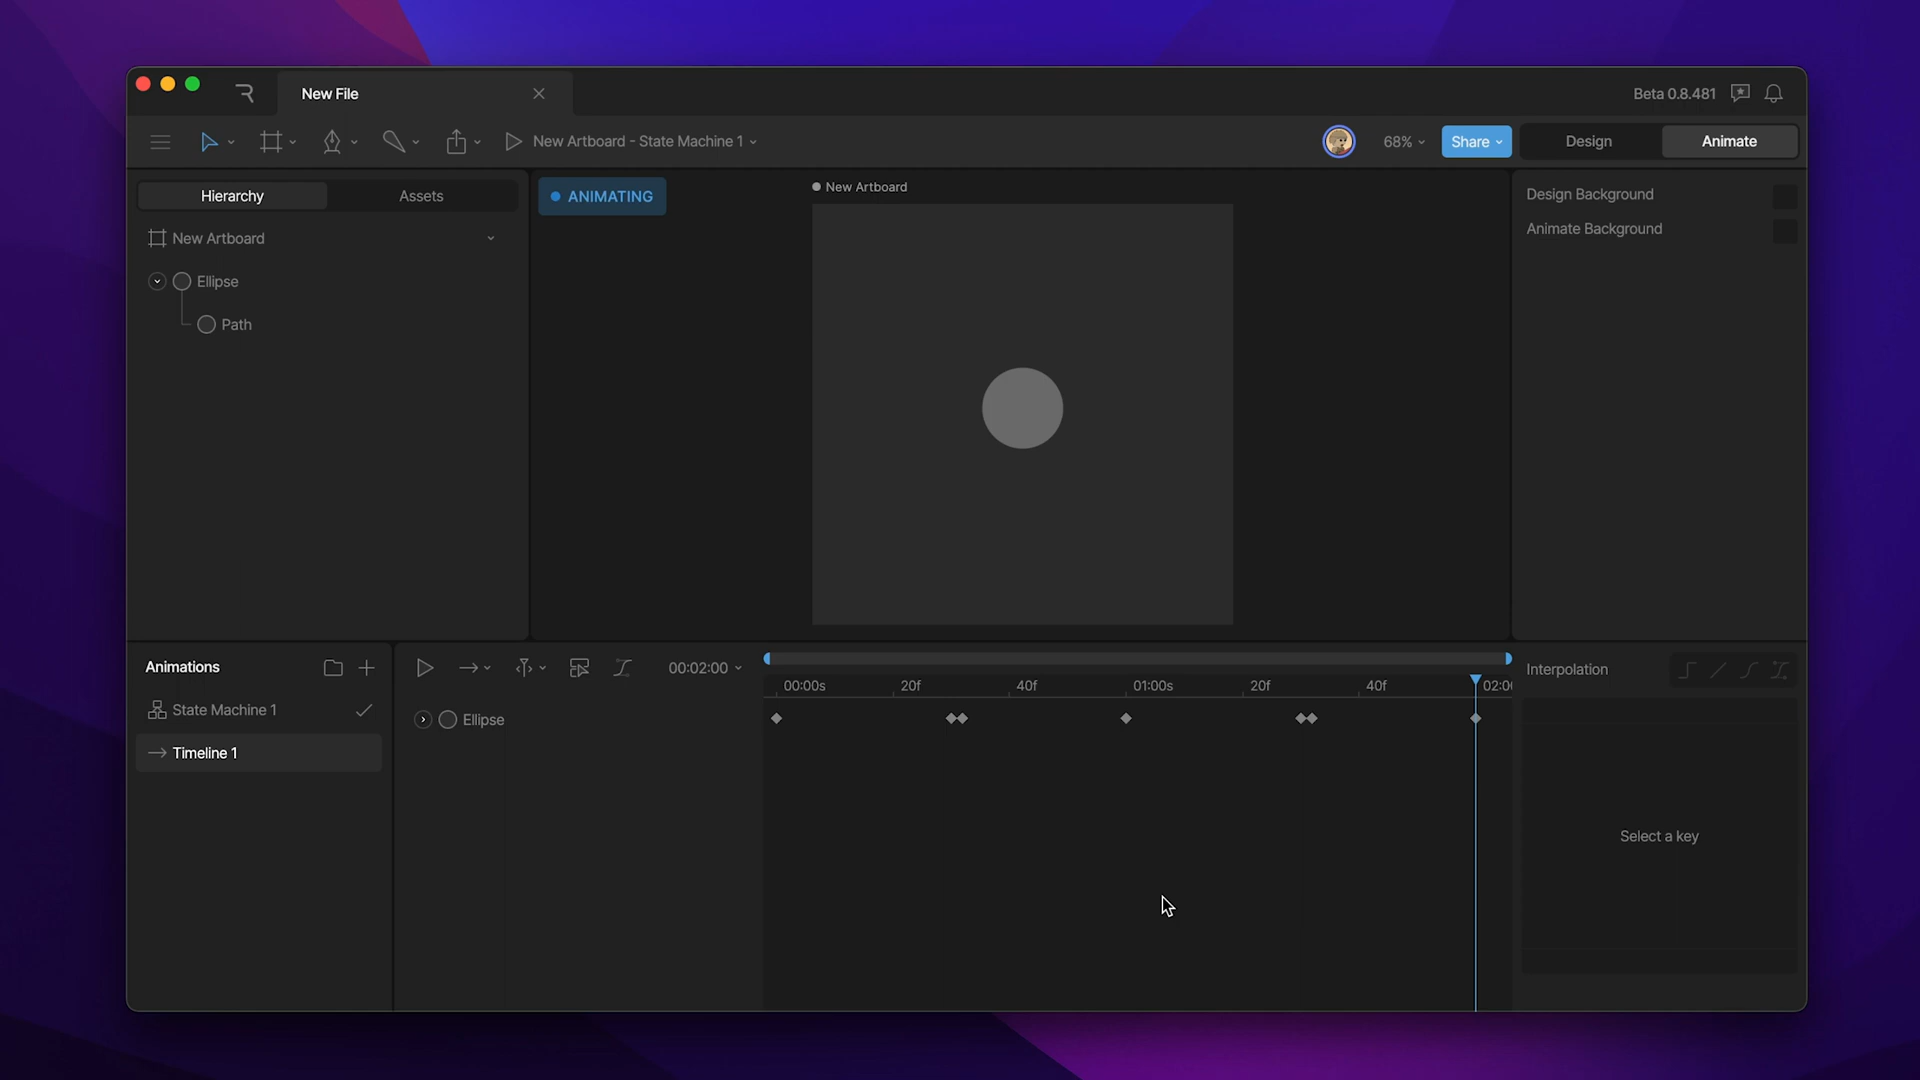 New File
Beta 0.8.481
New Artboard - State Machine 1
68%
Share
Design
Animate
Hierarchy
Assets
ANIMATING
New Artboard
Design Background
Animate Background
New Artboard
Ellipse
Path
Animations
00:02:00
00:00s
20f
40f
01:00s
20f
40f
Interpolation
State Machine 1
Ellipse
Timeline 1
Select a key